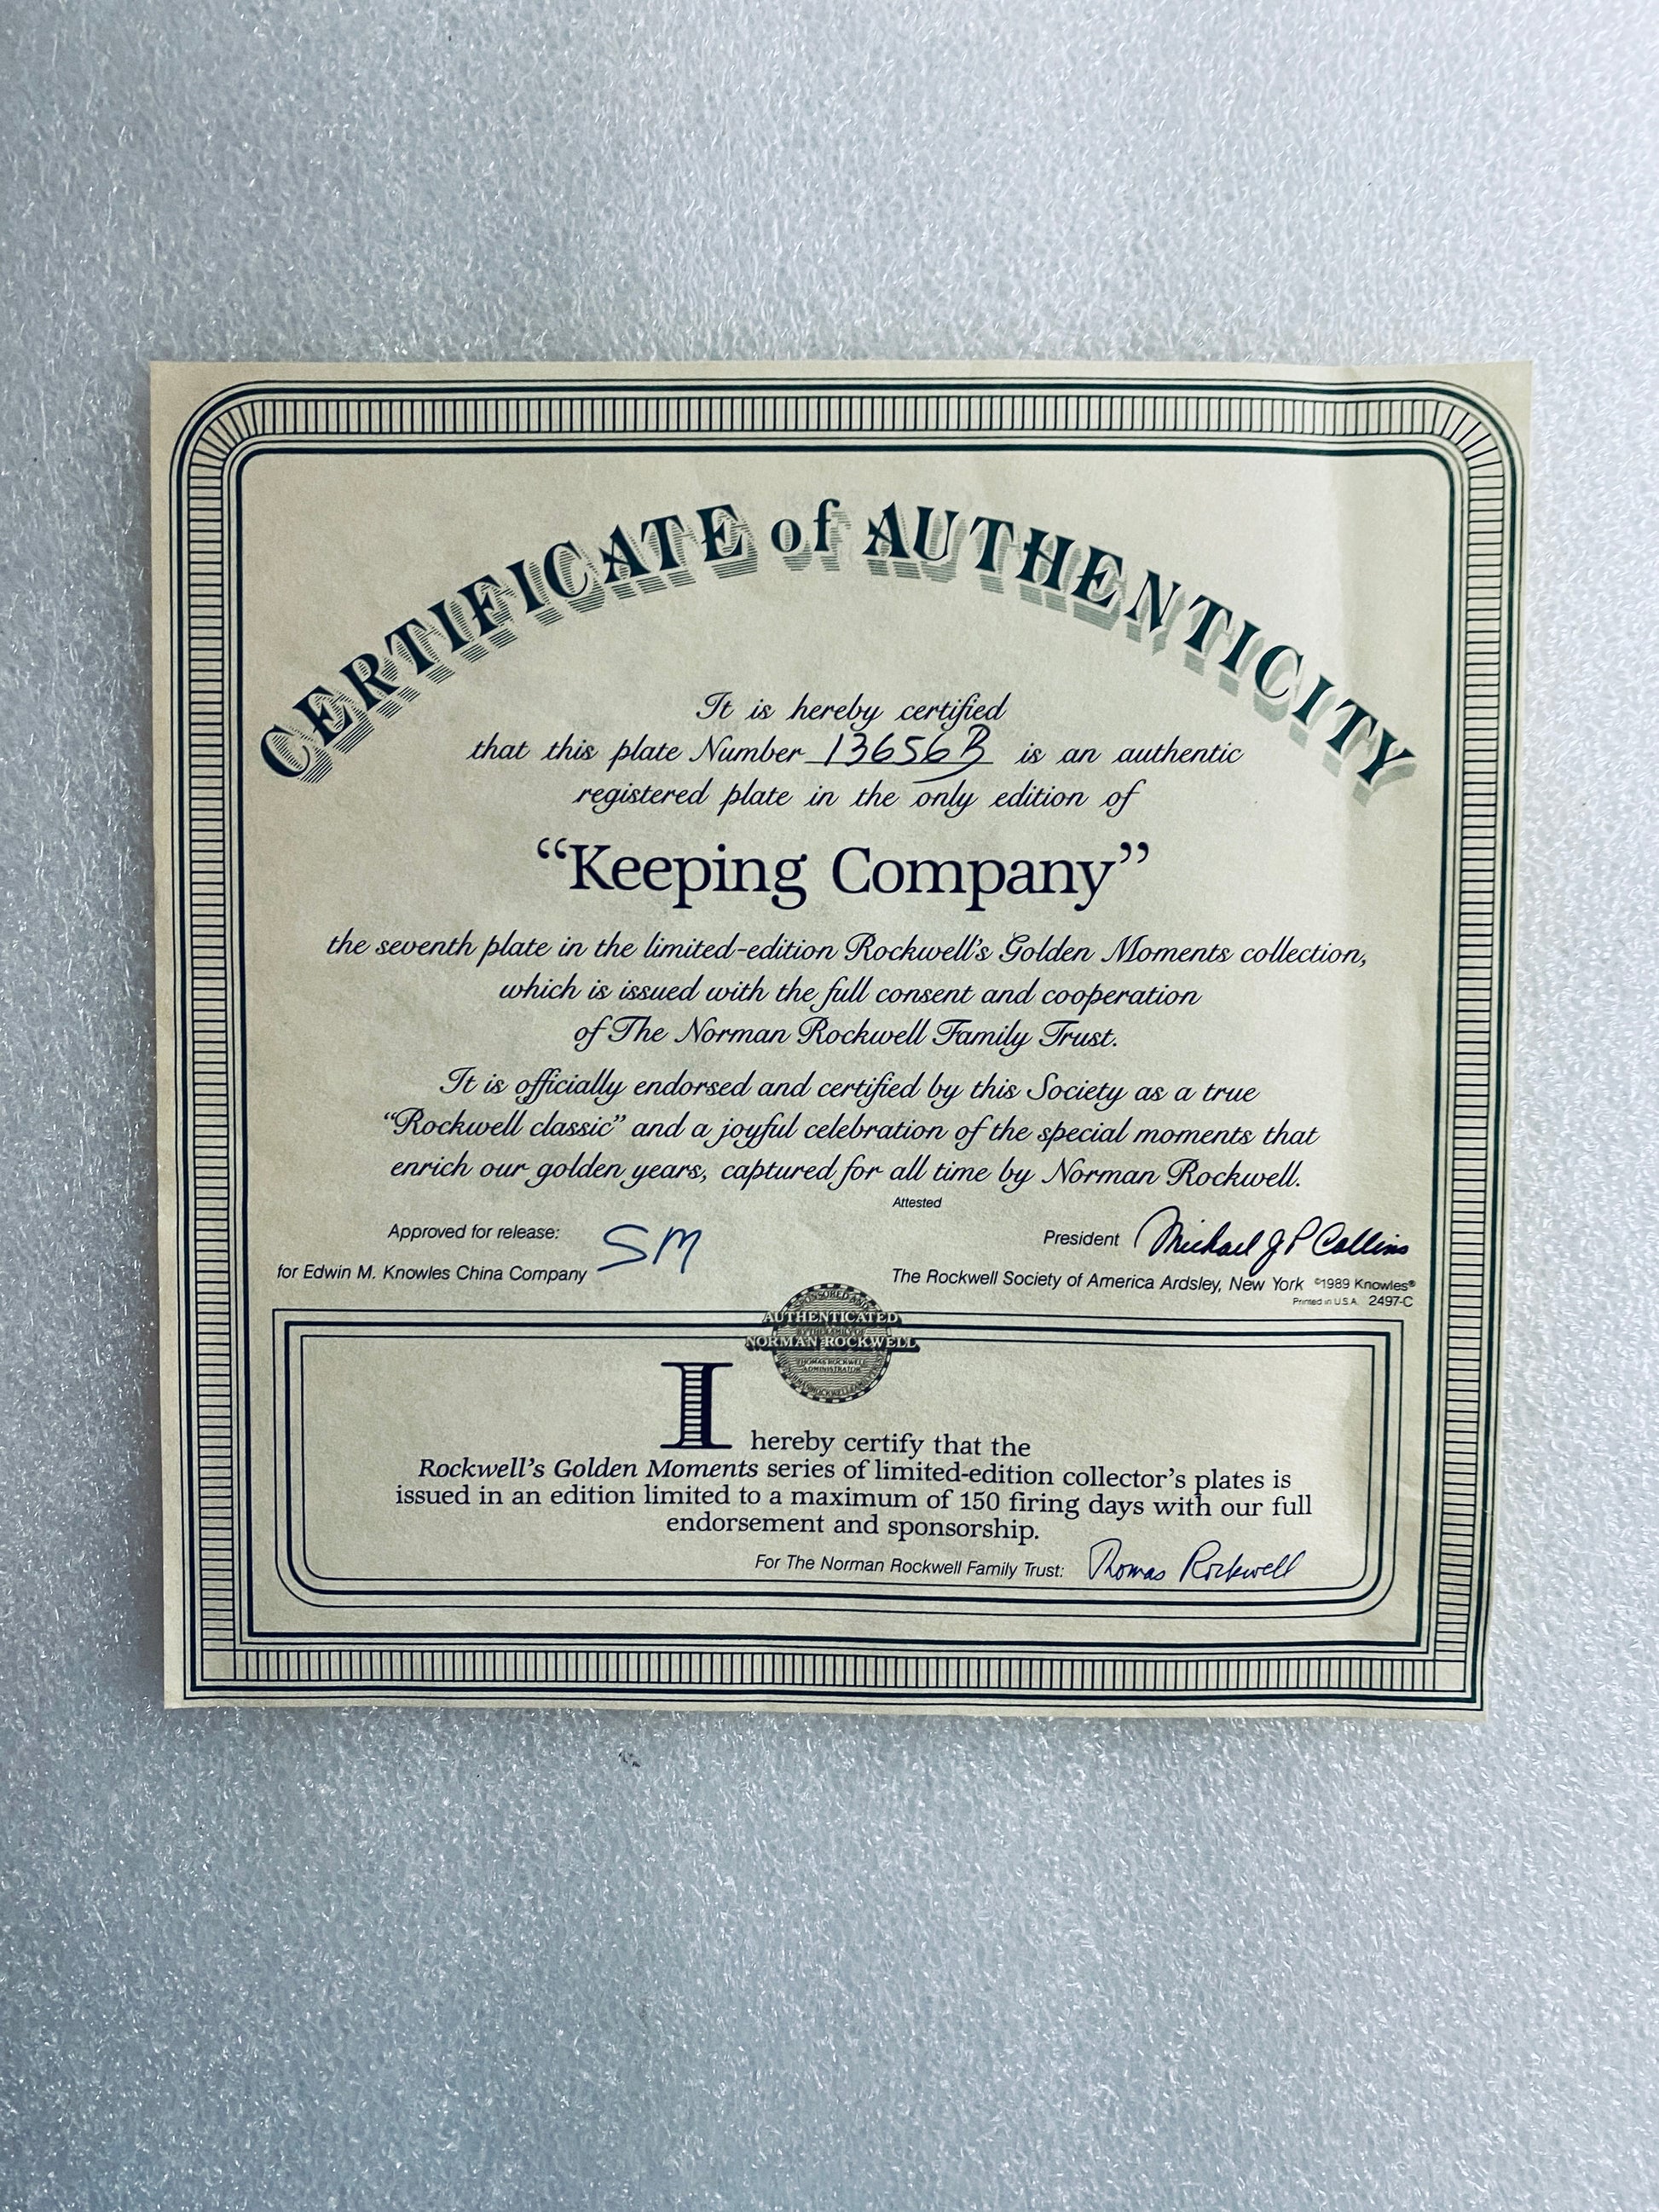 CERTIFICATE of AUTHENTICITY
It is hereby certified
that this plate Number 13656B is an authentic
registered plate in the only edition of
“Keeping Company”
the seventh plate in the limited-edition Rockwell’s Golden Moments collection,
which is issued with the full consent and cooperation
of The Norman Rockwell Family Trust.
It is officially endorsed and certified by this Society as a true
“Rockwell classic” and a joyful celebration of the special moments that
enrich our golden years, captured for all time by Norman Rockwell.
Attested
Approved for release: SM
for Edwin M. Knowles China Company
President Michael J P Collins
The Rockwell Society of America Ardsley, New York ©1989 Knowles®
Printed in U.S.A. 2497-C
SPONSORED AND
AUTHENTICATED
NORMAN ROCKWELL
THOMAS ROCKWELL
ADMINISTRATOR
I hereby certify that the
Rockwell’s Golden Moments series of limited-edition collector’s plates is
issued in an edition limited to a maximum of 150 firing days with our full
endorsement and sponsorship.
For The Norman Rockwell Family Trust: Thomas Rockwell